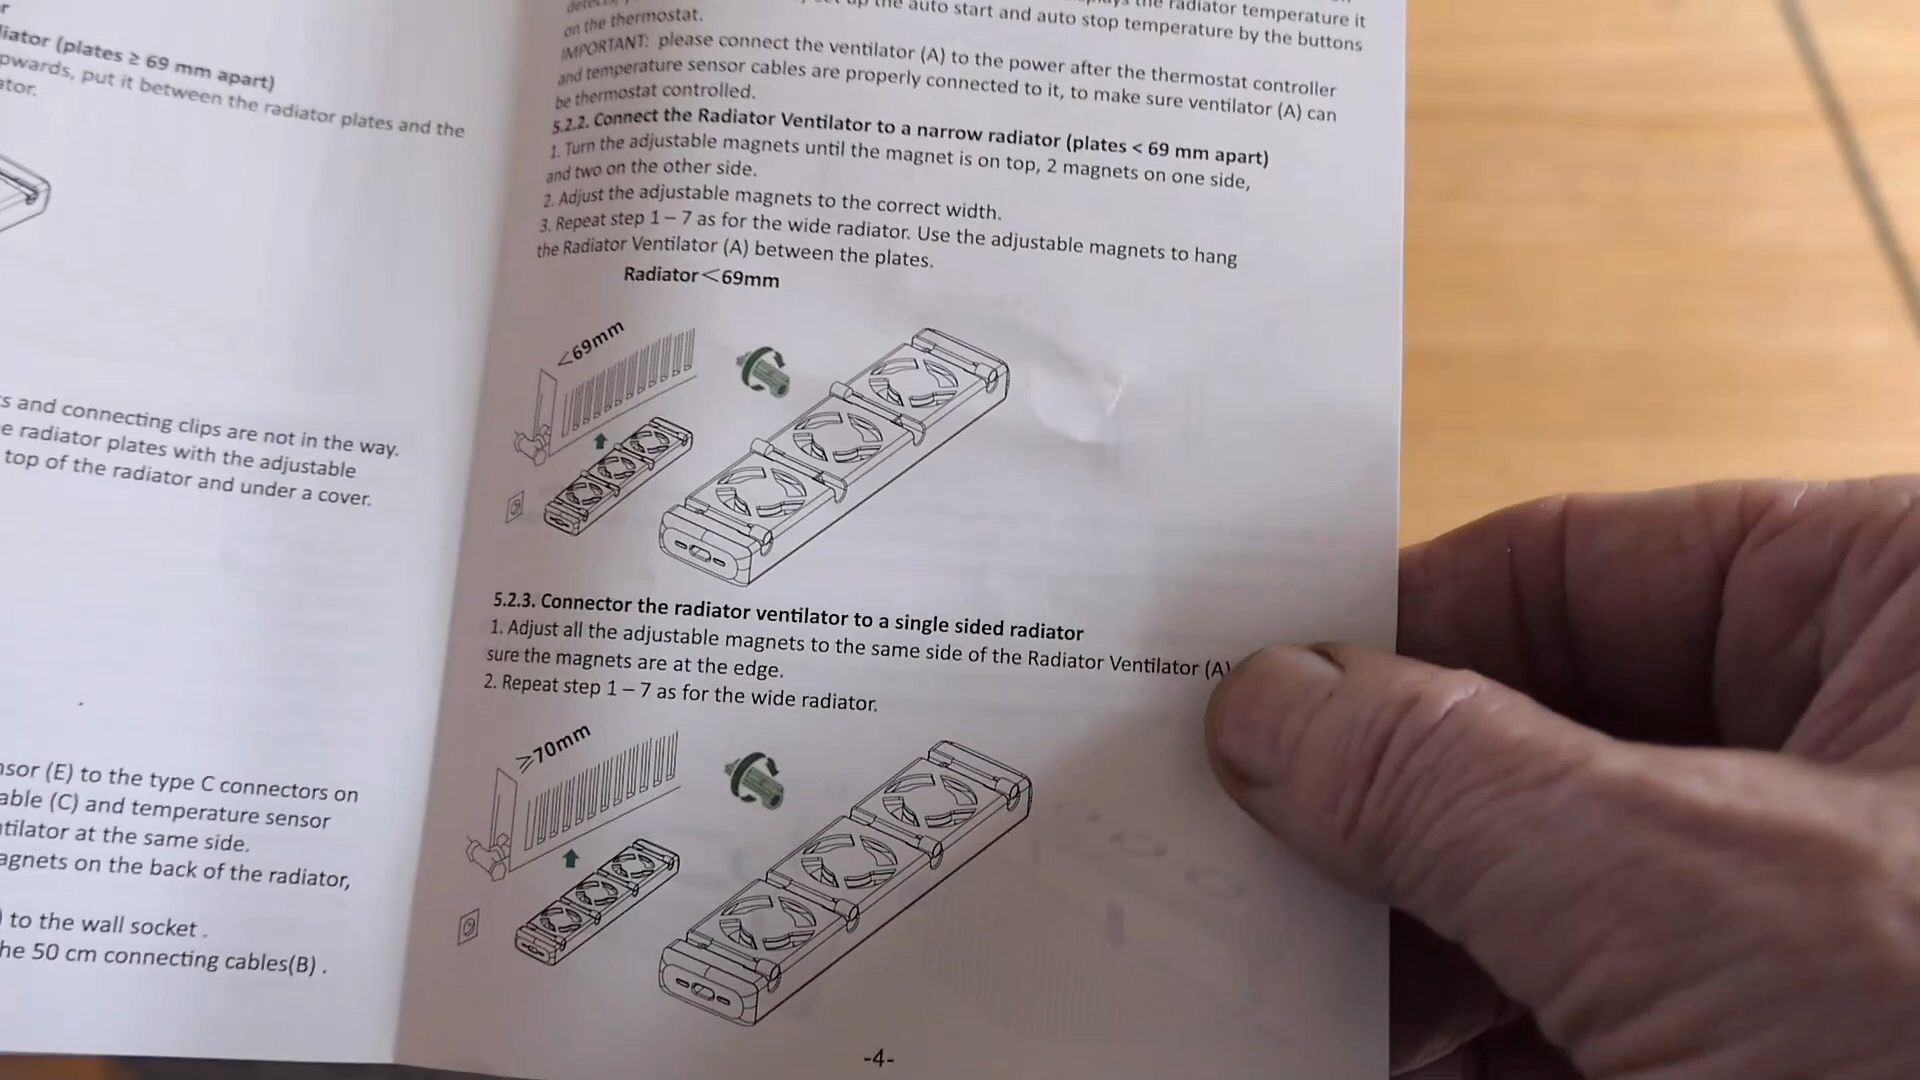 iator (plates ≥ 69 mm apart)
pwards, put it between the radiator plates and the
ator.
s and connecting clips are not in the way.
e radiator plates with the adjustable
top of the radiator and under a cover.
nsor (E) to the type C connectors on
able (C) and temperature sensor
ntilator at the same side.
agnets on the back of the radiator,
) to the wall socket .
he 50 cm connecting cables(B) .
the radiator temperature it
up the auto start and auto stop temperature by the buttons
on the thermostat.
IMPORTANT: please connect the ventilator (A) to the power after the thermostat controller
and temperature sensor cables are properly connected to it, to make sure ventilator (A) can
be thermostat controlled.
5.2.2. Connect the Radiator Ventilator to a narrow radiator (plates < 69 mm apart)
1. Turn the adjustable magnets until the magnet is on top, 2 magnets on one side,
and two on the other side.
2. Adjust the adjustable magnets to the correct width.
3. Repeat step 1 – 7 as for the wide radiator. Use the adjustable magnets to hang
the Radiator Ventilator (A) between the plates.
Radiator<69mm
<69mm
5.2.3. Connector the radiator ventilator to a single sided radiator
1. Adjust all the adjustable magnets to the same side of the Radiator Ventilator (A)
sure the magnets are at the edge.
2. Repeat step 1 – 7 as for the wide radiator.
≥70mm
-4-